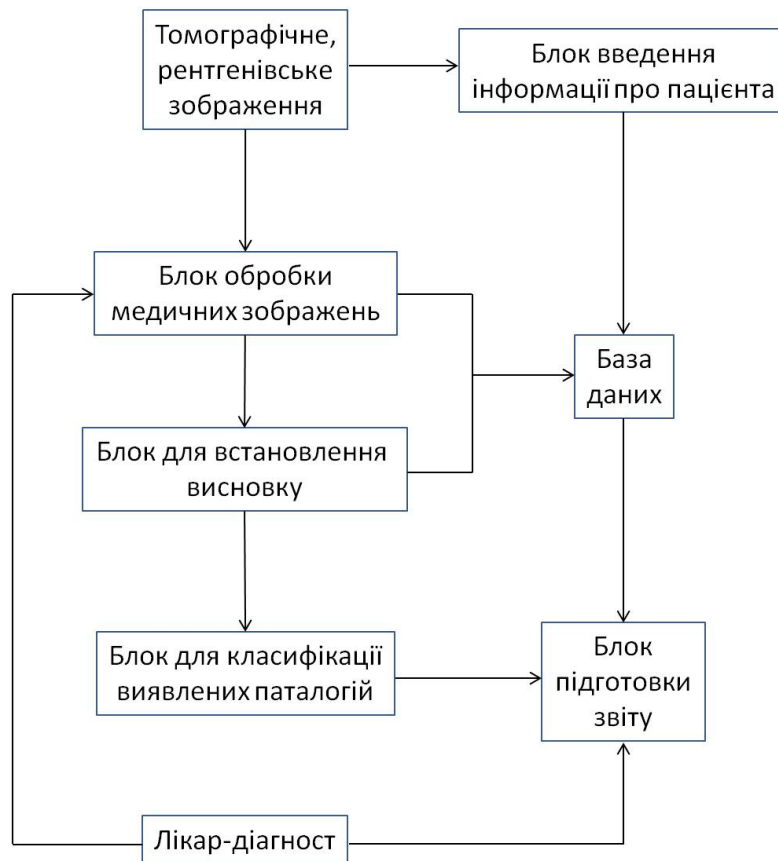 Томографічне,
рентгенівське
зображення
Блок введення
інформації про пацієнта
Блок обробки
медичних зображень
База
даних
Блок для встановлення
висновку
Блок для класифікації
виявлених паталогій
Блок
підготовки
звіту
Лікар-діагност